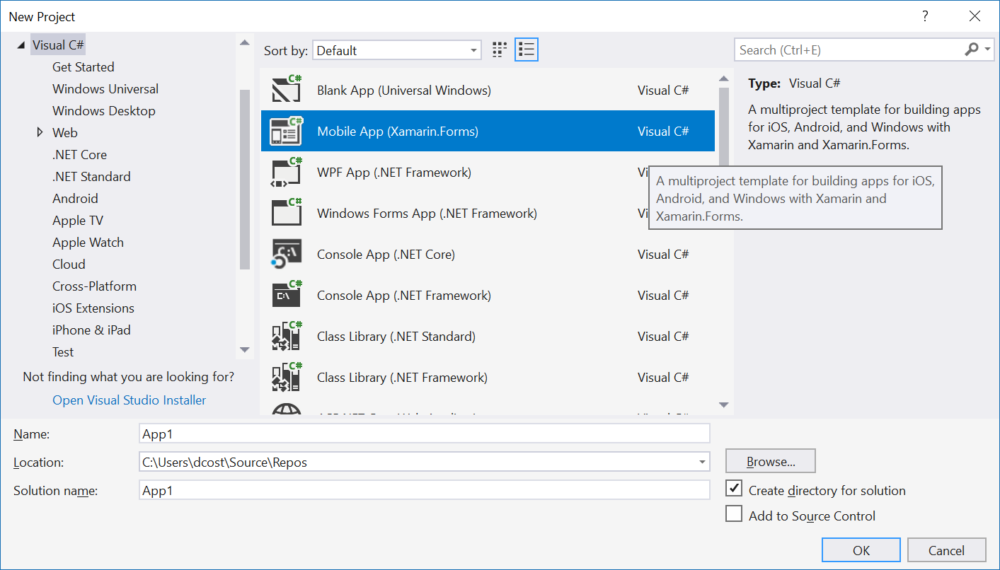 New Project
?
Visual C#
Get Started
Windows Universal
Windows Desktop
Web
.NET Core
.NET Standard
Android
Apple TV
Apple Watch
Cloud
Cross-Platform
iOS Extensions
iPhone & iPad
Test
Not finding what you are looking for?
Open Visual Studio Installer
Sort by: Default
C# Blank App (Universal Windows) Visual C#
C# Mobile App (Xamarin.Forms) Visual C#
C# WPF App (.NET Framework) Vi
C# Windows Forms App (.NET Framework) Vi
C:\ Console App (.NET Core) Visual C#
C# C:\ Console App (.NET Framework) Visual C#
C# Class Library (.NET Standard) Visual C#
C# Class Library (.NET Framework) Visual C#
Search (Ctrl+E)
Type: Visual C#
A multiproject template for building apps
for iOS, Android, and Windows with
Xamarin and Xamarin.Forms.
A multiproject template for building apps for iOS,
Android, and Windows with Xamarin and
Xamarin.Forms.
Name: App1
Location: C:\Users\dcost\Source\Repos
Browse...
Solution name: App1
Create directory for solution
Add to Source Control
OK
Cancel